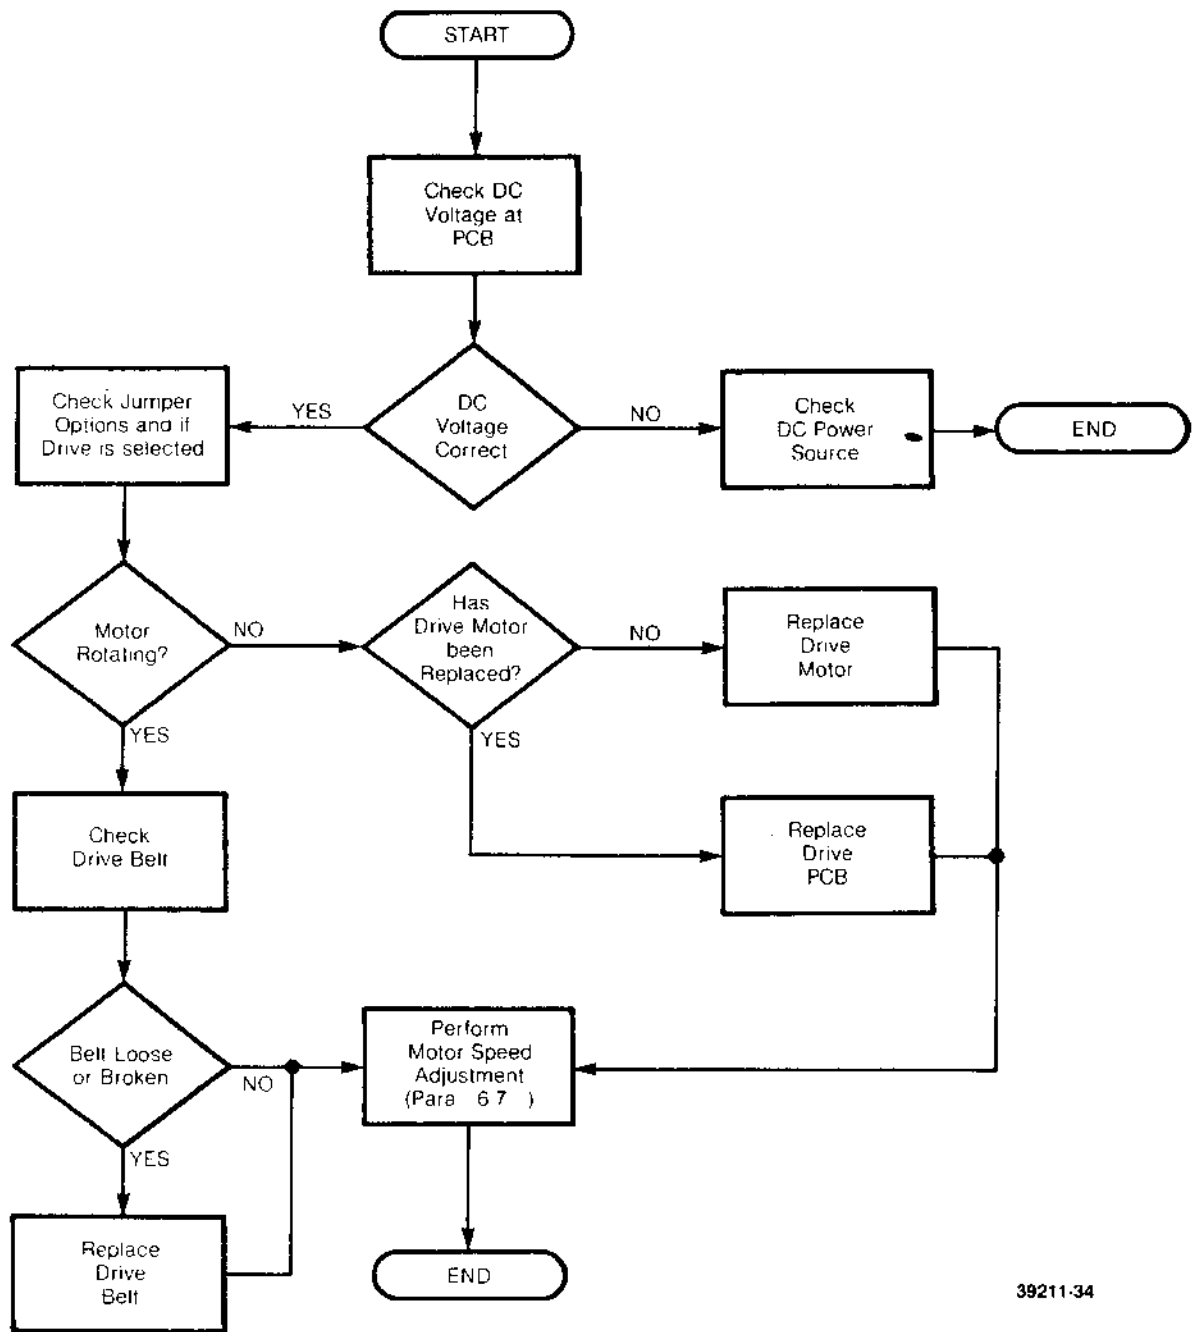 START
Check DC
Voltage at
PCB
Check Jumper
Options and if
Drive is selected
YES
DC
Voltage
Correct
NO
Check
DC Power
Source
END
Motor
Rotating?
NO
Has
Drive Motor
been
Replaced?
NO
Replace
Drive
Motor
YES
YES
Check
Drive Belt
Replace
Drive
PCB
Belt Loose
or Broken
NO
Perform
Motor Speed
Adjustment
(Para 6 7 )
YES
Replace
Drive
Belt
END
39211-34